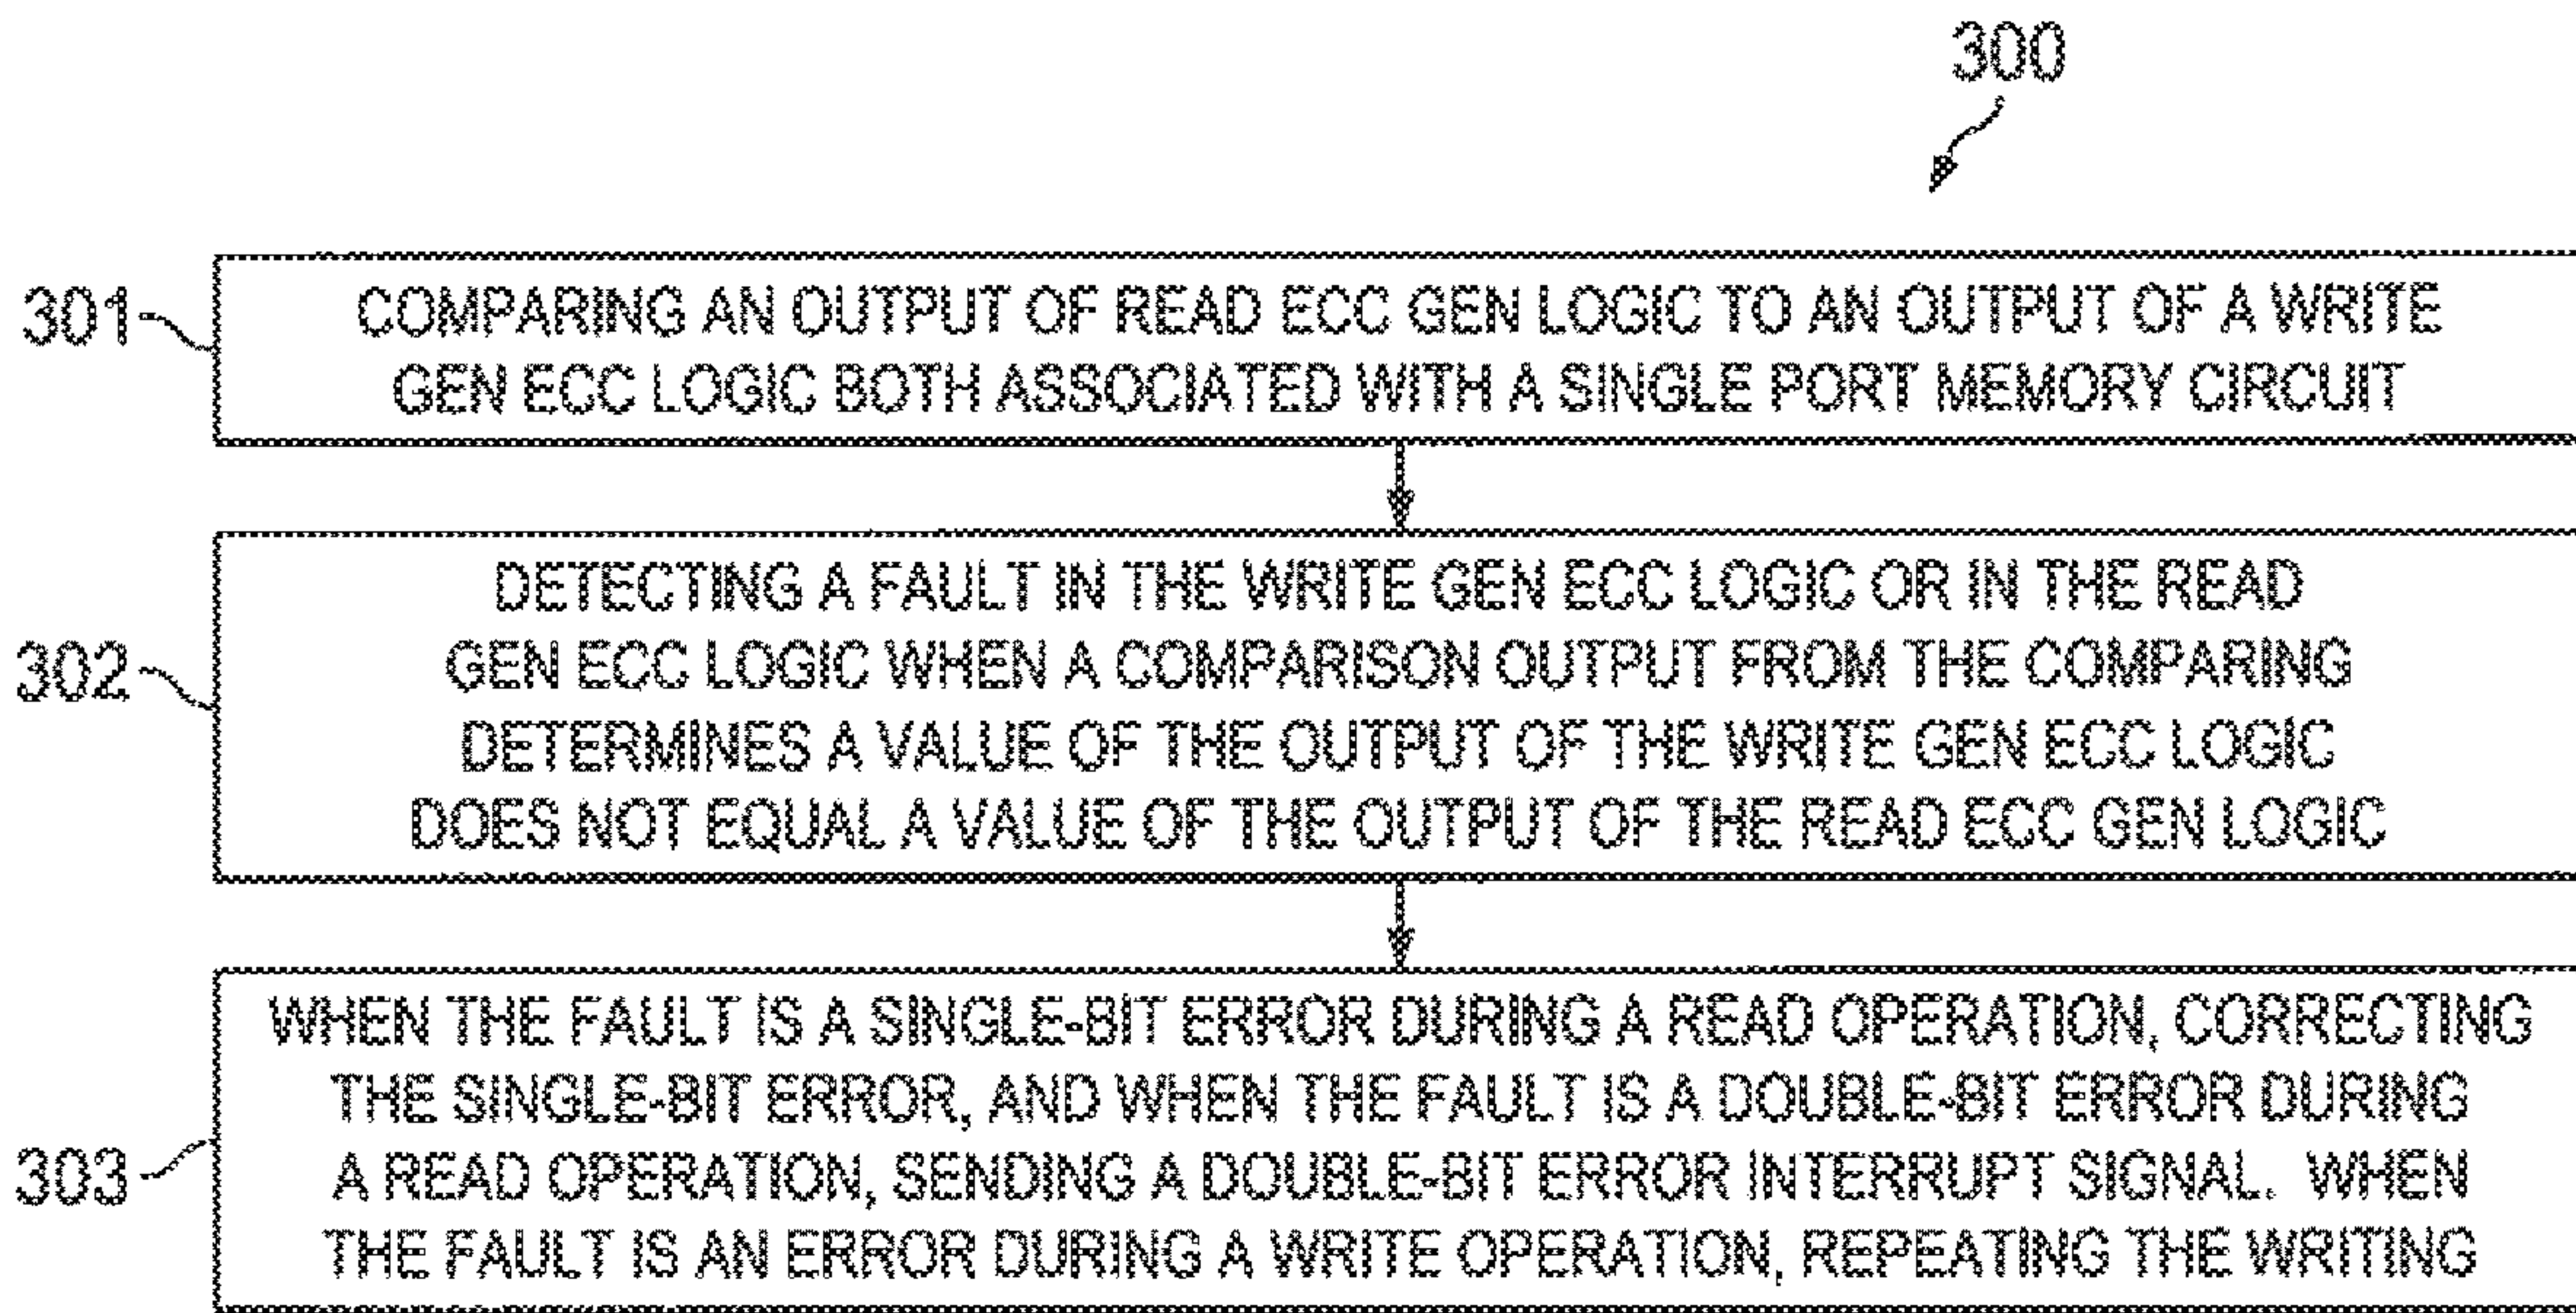 300
301
COMPARING AN OUTPUT OF READ ECC GEN LOGIC TO AN OUTPUT OF A WRITE
GEN ECC LOGIC BOTH ASSOCIATED WITH A SINGLE PORT MEMORY CIRCUIT
302
DETECTING A FAULT IN THE WRITE GEN ECC LOGIC OR IN THE READ
GEN ECC LOGIC WHEN A COMPARISON OUTPUT FROM THE COMPARING
DETERMINES A VALUE OF THE OUTPUT OF THE WRITE GEN ECC LOGIC
DOES NOT EQUAL A VALUE OF THE OUTPUT OF THE READ ECC GEN LOGIC
303
WHEN THE FAULT IS A SINGLE-BIT ERROR DURING A READ OPERATION, CORRECTING
THE SINGLE-BIT ERROR, AND WHEN THE FAULT IS A DOUBLE-BIT ERROR DURING
A READ OPERATION, SENDING A DOUBLE-BIT ERROR INTERRUPT SIGNAL. WHEN
THE FAULT IS AN ERROR DURING A WRITE OPERATION, REPEATING THE WRITING